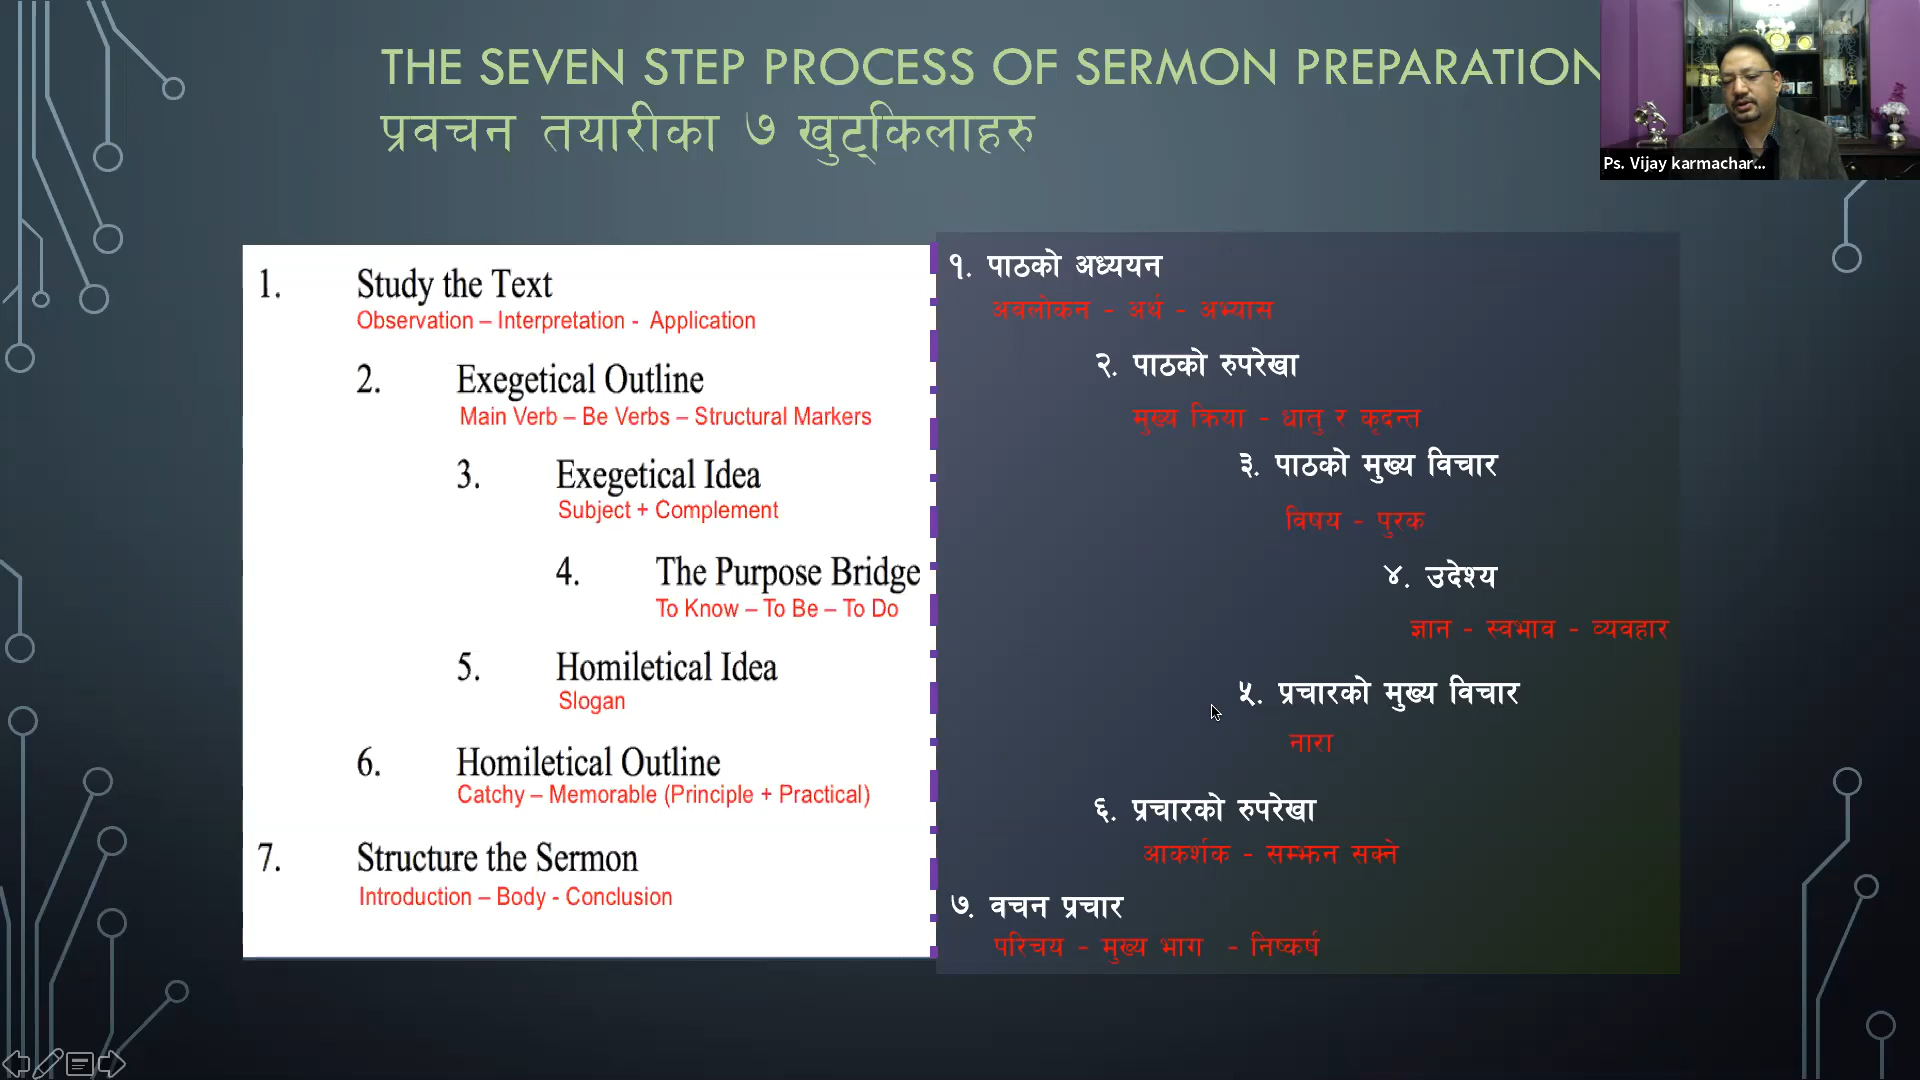 THE SEVEN STEP PROCESS OF SERMON PREPARATION
प्रवचन तयारीका ७ खुट्किलाहरु
Ps. Vijay karmachar...
1. Study the Text
Observation – Interpretation - Application
2. Exegetical Outline
Main Verb – Be Verbs – Structural Markers
3. Exegetical Idea
Subject + Complement
4. The Purpose Bridge
To Know – To Be – To Do
5. Homiletical Idea
Slogan
6. Homiletical Outline
Catchy – Memorable (Principle + Practical)
7. Structure the Sermon
Introduction – Body - Conclusion
१. पाठको अध्ययन
अवलोकन - अर्थ - अभ्यास
२. पाठको रुपरेखा
मुख्य क्रिया - धातु र कृदन्त
३. पाठको मुख्य विचार
विषय - पुरक
४. उदेश्य
ज्ञान - स्वभाव - व्यवहार
५. प्रचारको मुख्य विचार
नारा
६. प्रचारको रुपरेखा
आकर्शक - सम्झन सक्ने
७. वचन प्रचार
परिचय - मुख्य भाग - निष्कर्ष